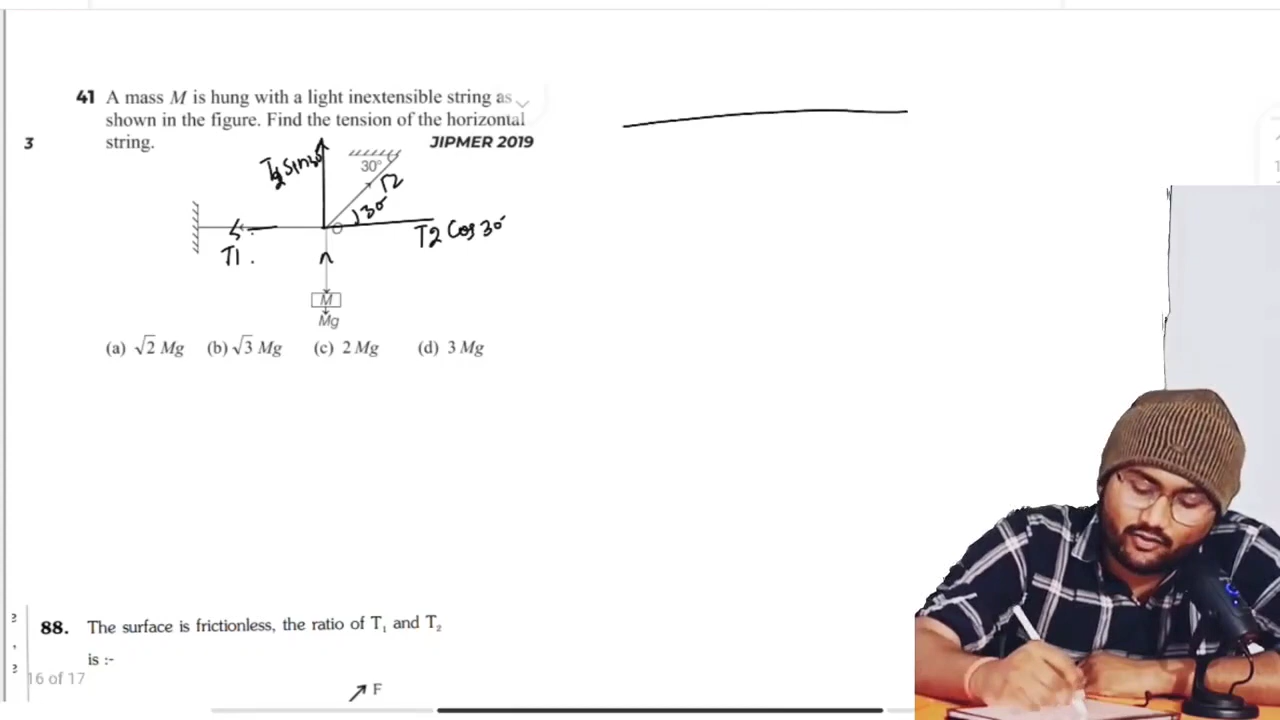 41 A mass M is hung with a light inextensible string as
shown in the figure. Find the tension of the horizontal
3
string. JIPMER 2019
T2 sin30
30°
T2
30°
T2 Cos 30°
T1
M
Mg
(a) √2 Mg (b) √3 Mg (c) 2 Mg (d) 3 Mg
88. The surface is frictionless, the ratio of T₁ and T₂
is :-
16 of 17
F